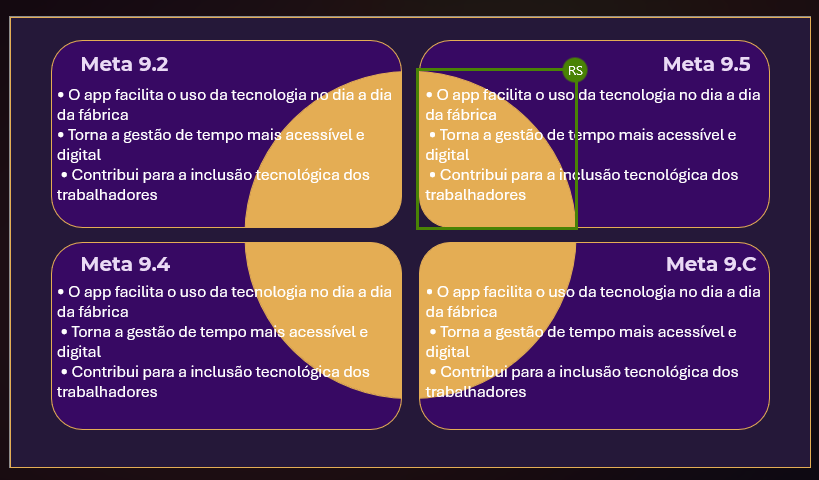 Meta 9.2
• O app facilita o uso da tecnologia no dia a dia
da fábrica
• Torna a gestão de tempo mais acessível e
digital
• Contribui para a inclusão tecnológica dos
trabalhadores
RS
Meta 9.5
• O app facilita o uso da tecnologia no dia a dia
da fábrica
• Torna a gestão de tempo mais acessível e
digital
• Contribui para a inclusão tecnológica dos
trabalhadores
Meta 9.4
• O app facilita o uso da tecnologia no dia a dia
da fábrica
• Torna a gestão de tempo mais acessível e
digital
• Contribui para a inclusão tecnológica dos
trabalhadores
Meta 9.C
• O app facilita o uso da tecnologia no dia a dia
da fábrica
• Torna a gestão de tempo mais acessível e
digital
• Contribui para a inclusão tecnológica dos
trabalhadores